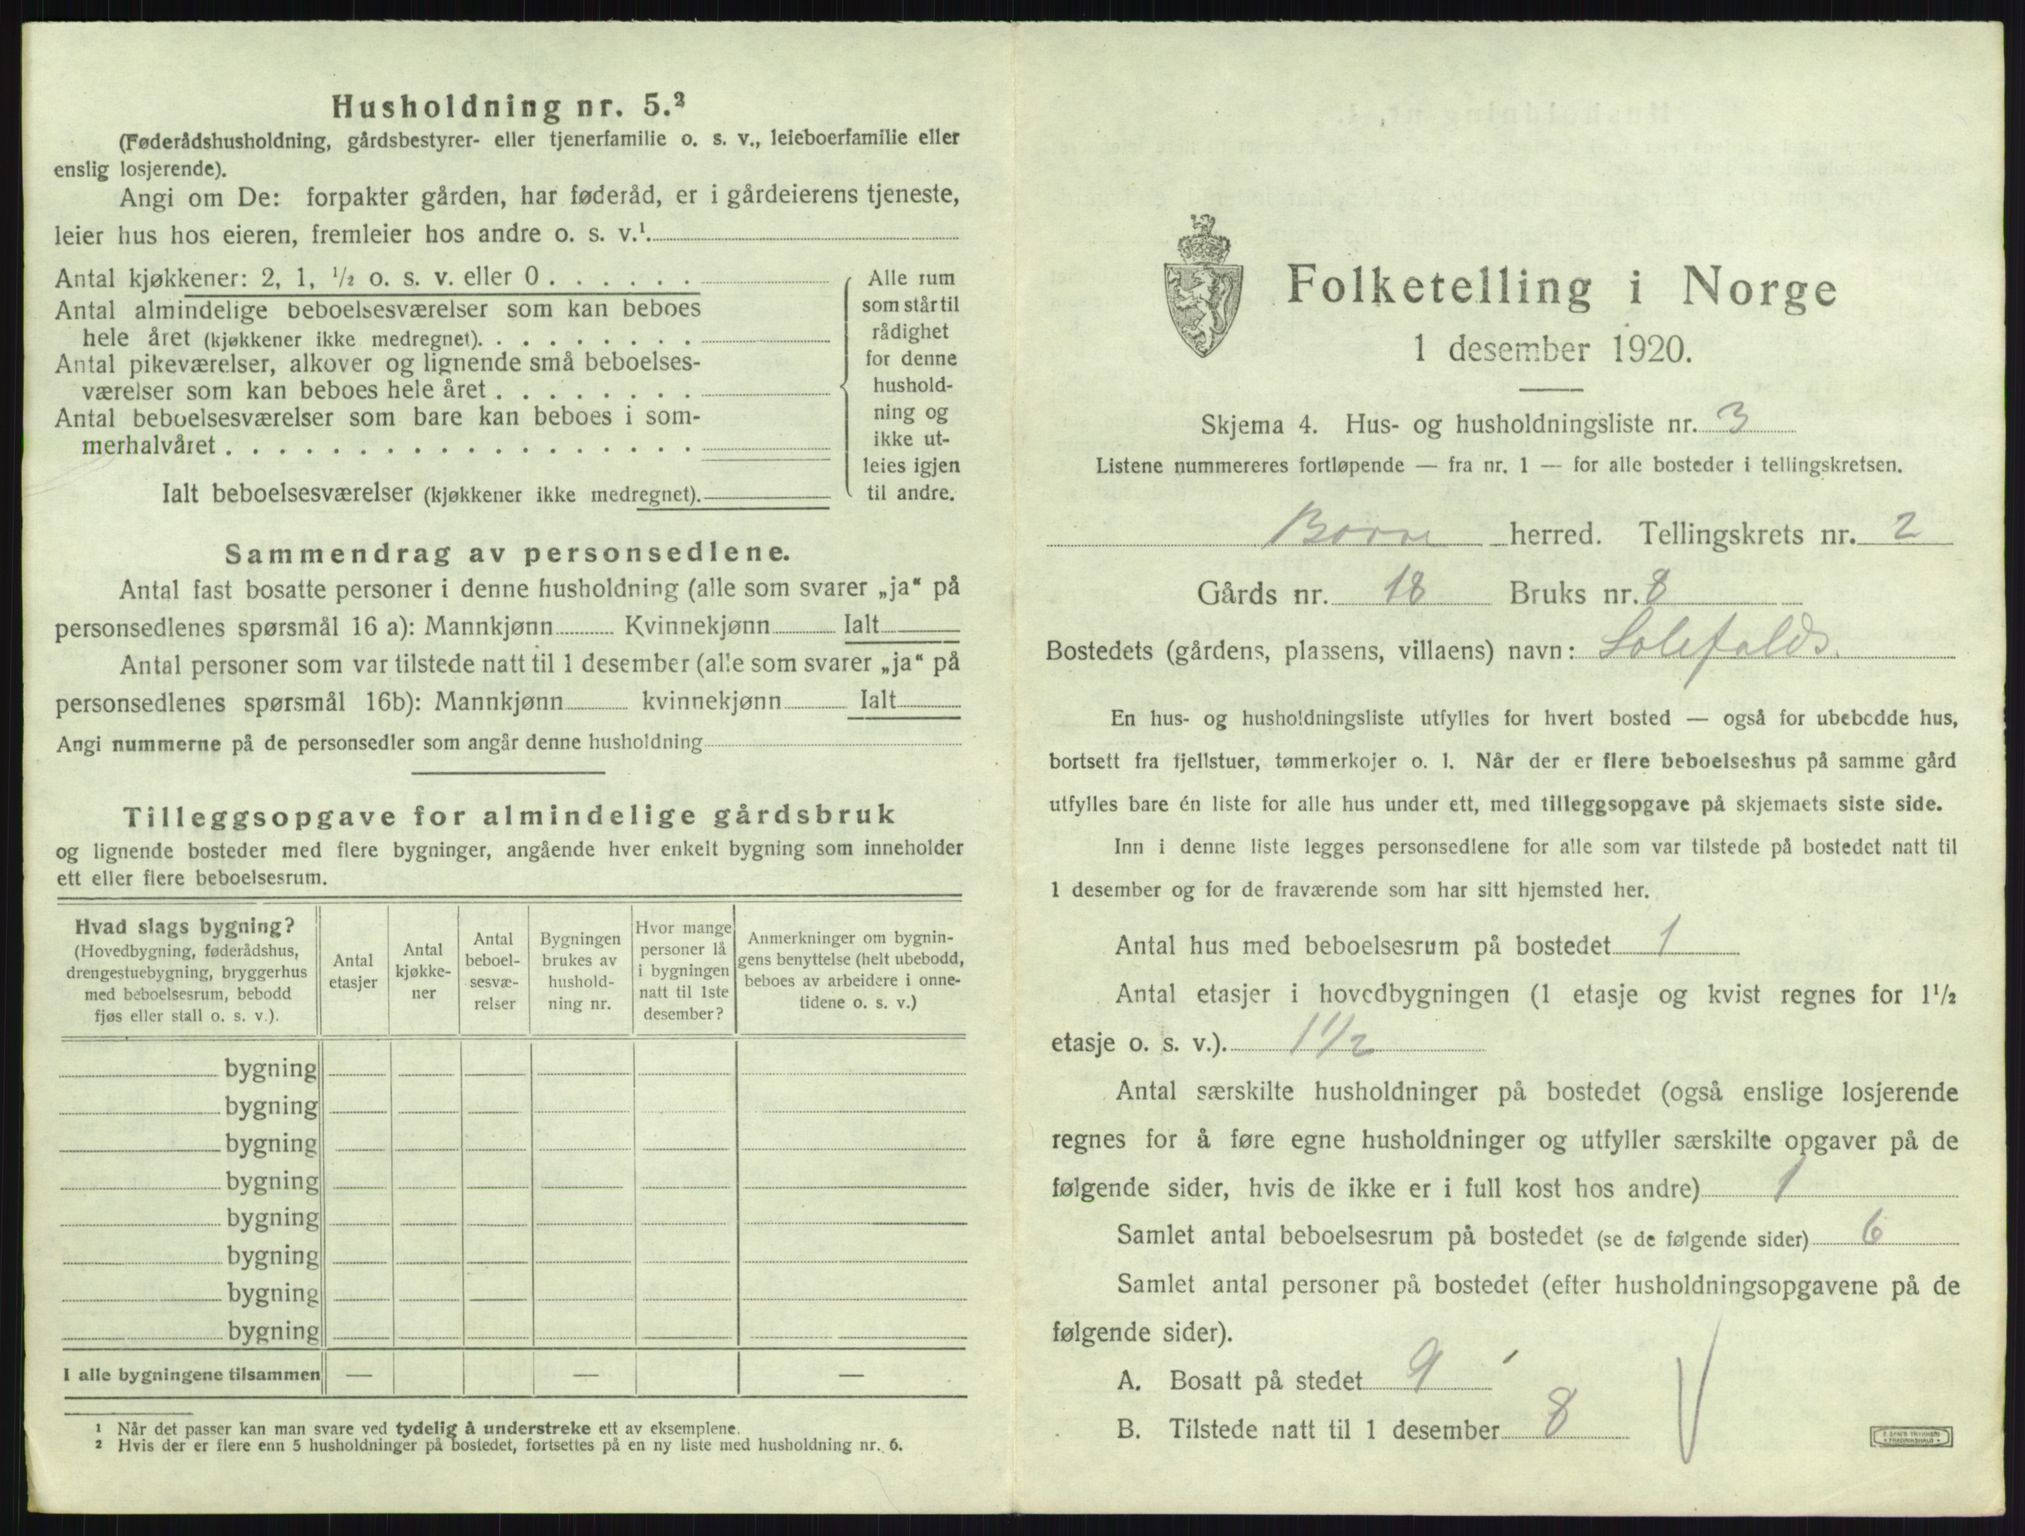 Husholdning nr. 5.²
(Føderådshusholdning, gårdsbestyrer- eller tjenerfamilie o. s. v., leieboerfamilie eller
enslig losjerende).
Angi om De: forpakter gården, har føderåd, er i gårdeierens tjeneste,
leier hus hos eieren, fremleier hos andre o. s. v.¹
Antal kjøkkener: 2, 1, ½ o. s. v. eller 0 . . . . . .
Antal almindelige beboelsesværelser som kan beboes
hele året (kjøkkener ikke medregnet). . . . . . . . .
Antal pikeværelser, alkover og lignende små beboelses-
værelser som kan beboes hele året . . . . . . . .
Antal beboelsesværelser som bare kan beboes i som-
merhalvåret . . . . . . . . . . . . . . . . . .
Ialt beboelsesværelser (kjøkkener ikke medregnet).
Alle rum
som står til
rådighet
for denne
hushold-
ning og
ikke ut-
leies igjen
til andre.
Sammendrag av personsedlene.
Antal fast bosatte personer i denne husholdning (alle som svarer „ja“ på
personsedlenes spørsmål 16 a): Mannkjønn Kvinnekjønn Ialt
Antal personer som var tilstede natt til 1 desember (alle som svarer „ja“ på
personsedlenes spørsmål 16b): Mannkjønn kvinnekjønn Ialt
Angi nummerne på de personsedler som angår denne husholdning
Tilleggsopgave for almindelige gårdsbruk
og lignende bosteder med flere bygninger, angående hver enkelt bygning som inneholder
ett eller flere beboelsesrum.
Hvad slags bygning?
(Hovedbygning, føderådshus,
drengestuebygning, bryggerhus
med beboelsesrum, bebodd
fjøs eller stall o. s. v.).
Antal
etasjer
Antal
kjøkke-
ner
Antal
beboel-
sesvæ-
relser
Bygningen
brukes av
hushold-
ning nr.
Hvor mange
personer lå
i bygningen
natt til 1ste
desember?
Anmerkninger om bygnin-
gens benyttelse (helt ubebodd,
beboes av arbeidere i onne-
tidene o. s. v.)
bygning
bygning
bygning
bygning
bygning
bygning
bygning
bygning
I alle bygningene tilsammen — — —
¹ Når det passer kan man svare ved tydelig å understreke ett av eksemplene.
² Hvis der er flere enn 5 husholdninger på bostedet, fortsettes på en ny liste med husholdning nr. 6.
Folketelling i Norge
1 desember 1920.
Skjema 4. Hus- og husholdningsliste nr. 3
Listene nummereres fortløpende — fra nr. 1 — for alle bosteder i tellingskretsen.
Borre herred. Tellingskrets nr. 2
Gårds nr. 18 Bruks nr. 8
Bostedets (gårdens, plassens, villaens) navn: Solefalds.
En hus- og husholdningsliste utfylles for hvert bosted — også for ubebodde hus,
bortsett fra fjellstuer, tømmerkojer o. l. Når der er flere beboelseshus på samme gård
utfylles bare én liste for alle hus under ett, med tilleggsopgave på skjemaets siste side.
Inn i denne liste legges personsedlene for alle som var tilstede på bostedet natt til
1 desember og for de fraværende som har sitt hjemsted her.
Antal hus med beboelsesrum på bostedet 1
Antal etasjer i hovedbygningen (1 etasje og kvist regnes for 1½
etasje o. s. v.). 1½
Antal særskilte husholdninger på bostedet (også enslige losjerende
regnes for å føre egne husholdninger og utfyller særskilte opgaver på de
følgende sider, hvis de ikke er i full kost hos andre) 1
Samlet antal beboelsesrum på bostedet (se de følgende sider) 6
Samlet antal personer på bostedet (efter husholdningsopgavene på de
følgende sider).
A. Bosatt på stedet 9
B. Tilstede natt til 1 desember 8